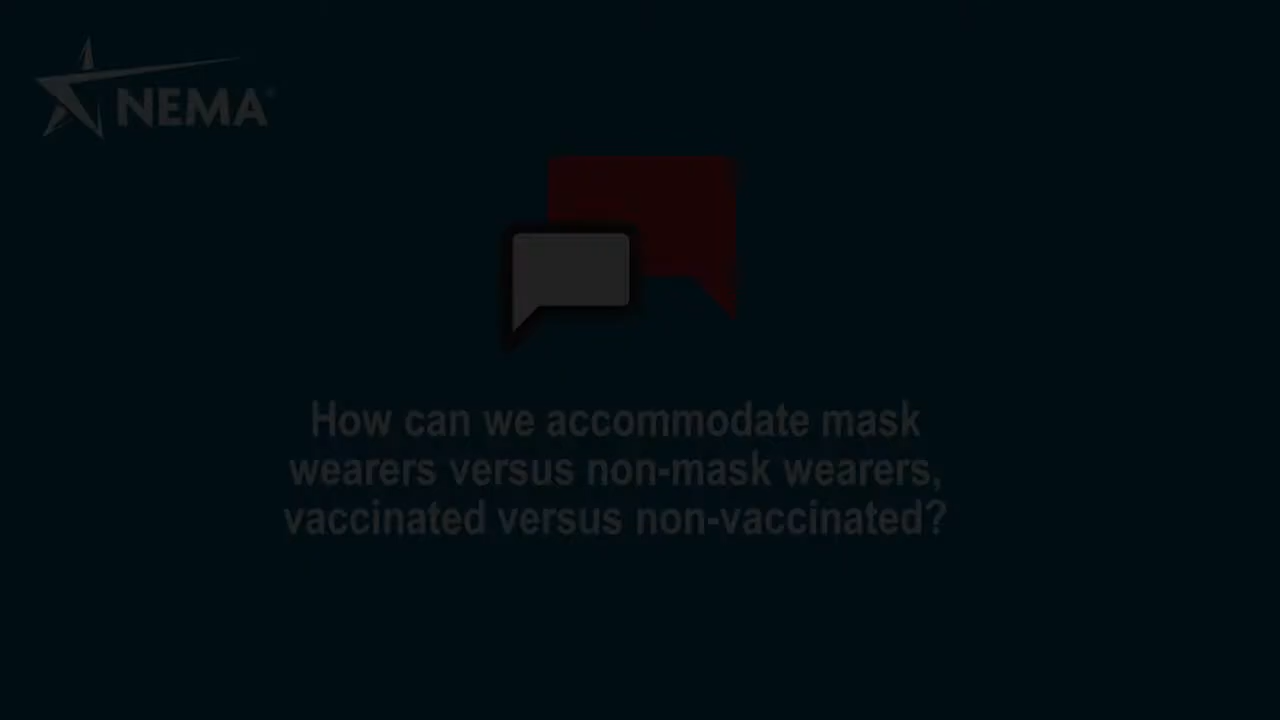 NEMA
How can we accommodate mask
wearers versus non-mask wearers,
vaccinated versus non-vaccinated?